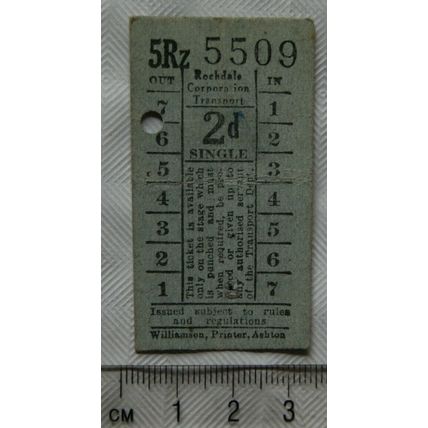 5Rz 5509
OUT Rochdale IN
Corporation
Transport
2d
SINGLE
7 1
6 2
5 3
4 4
3 5
2 6
1 7
This ticket is available
only on the stage which
is punched and must
when required, be pro-
duced or given up to
any authorised servant
of the Transport Dept.
Issued subject to rules
and regulations
Williamson, Printer, Ashton
CM 1 2 3